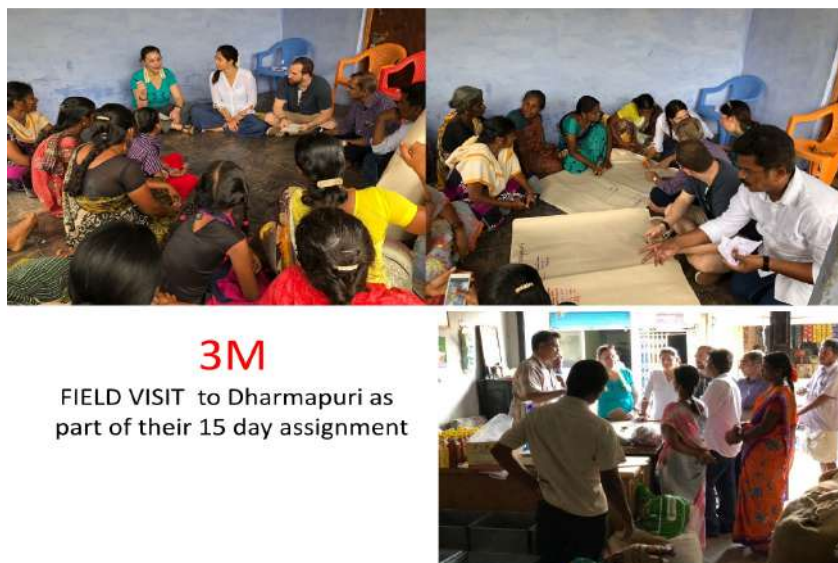 3M
FIELD VISIT to Dharmapuri as
part of their 15 day assignment